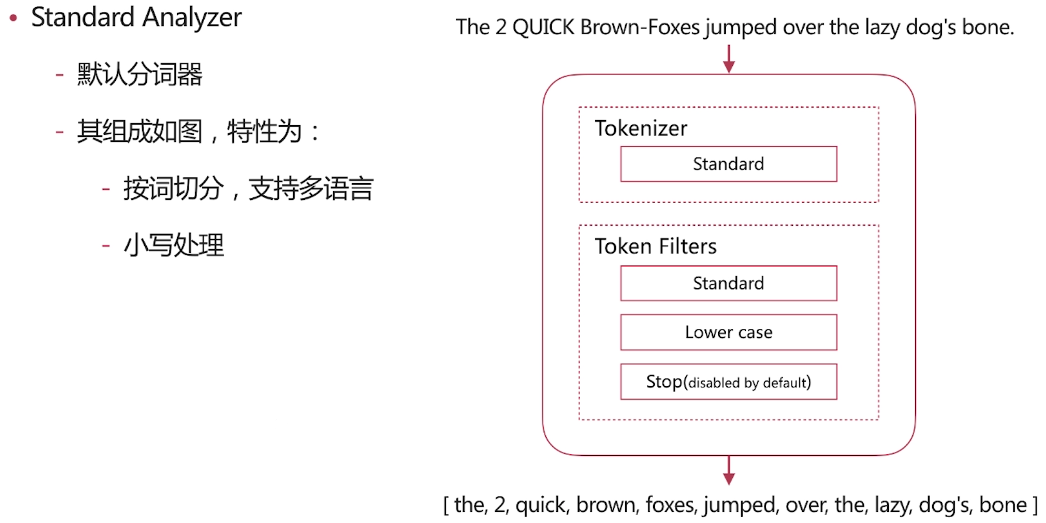 • Standard Analyzer
- 默认分词器
- 其组成如图，特性为：
- 按词切分，支持多语言
- 小写处理
The 2 QUICK Brown-Foxes jumped over the lazy dog's bone.
Tokenizer
Standard
Token Filters
Standard
Lower case
Stop(disabled by default)
[ the, 2, quick, brown, foxes, jumped, over, the, lazy, dog's, bone ]